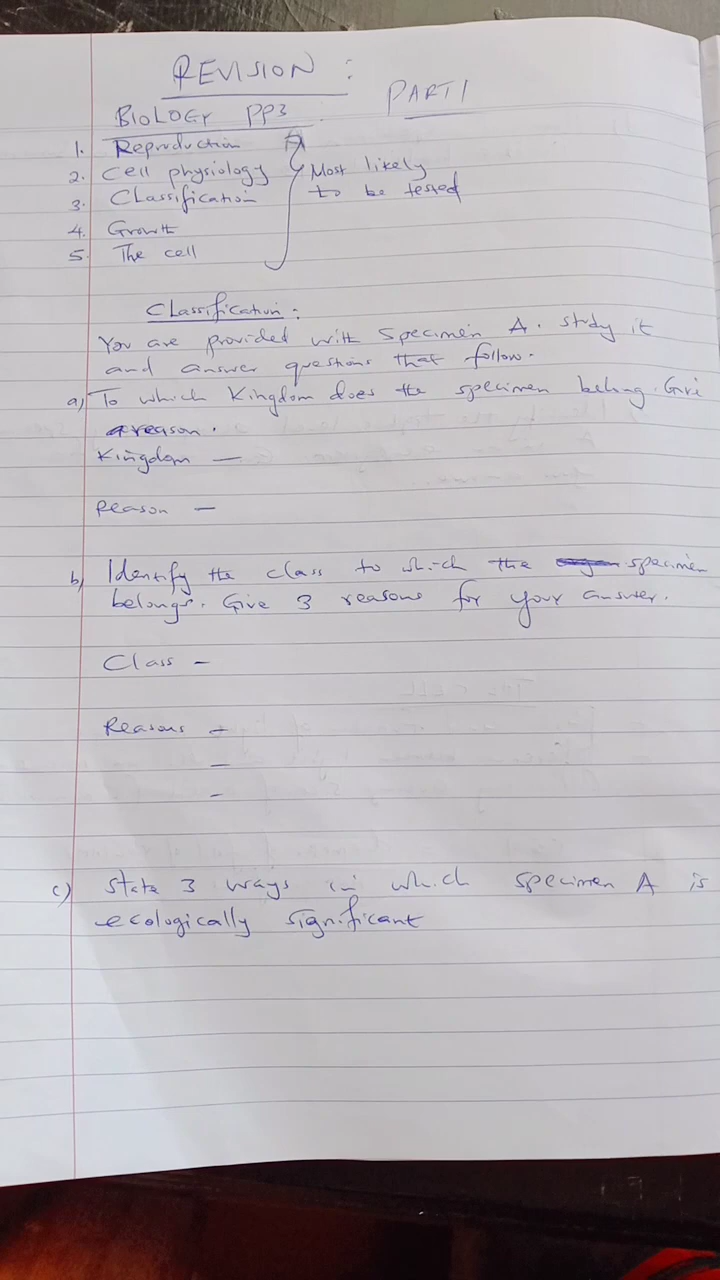 REVISION :
BIOLOGY PP3 PART 1
1. Reproduction
2. Cell physiology
3. Classification
4. Growth
5. The cell
Most likely
to be tested
Classification :
You are provided with Specimen A. study it
and answer questions that follow.
a) To which Kingdom does the specimen belong. Give
a reason.
Kingdom —
Reason —
b) Identify the class to which the specimen
belongs. Give 3 reasons for your answer.
Class —
Reasons —
—
—
c) State 3 ways in which specimen A is
ecologically significant